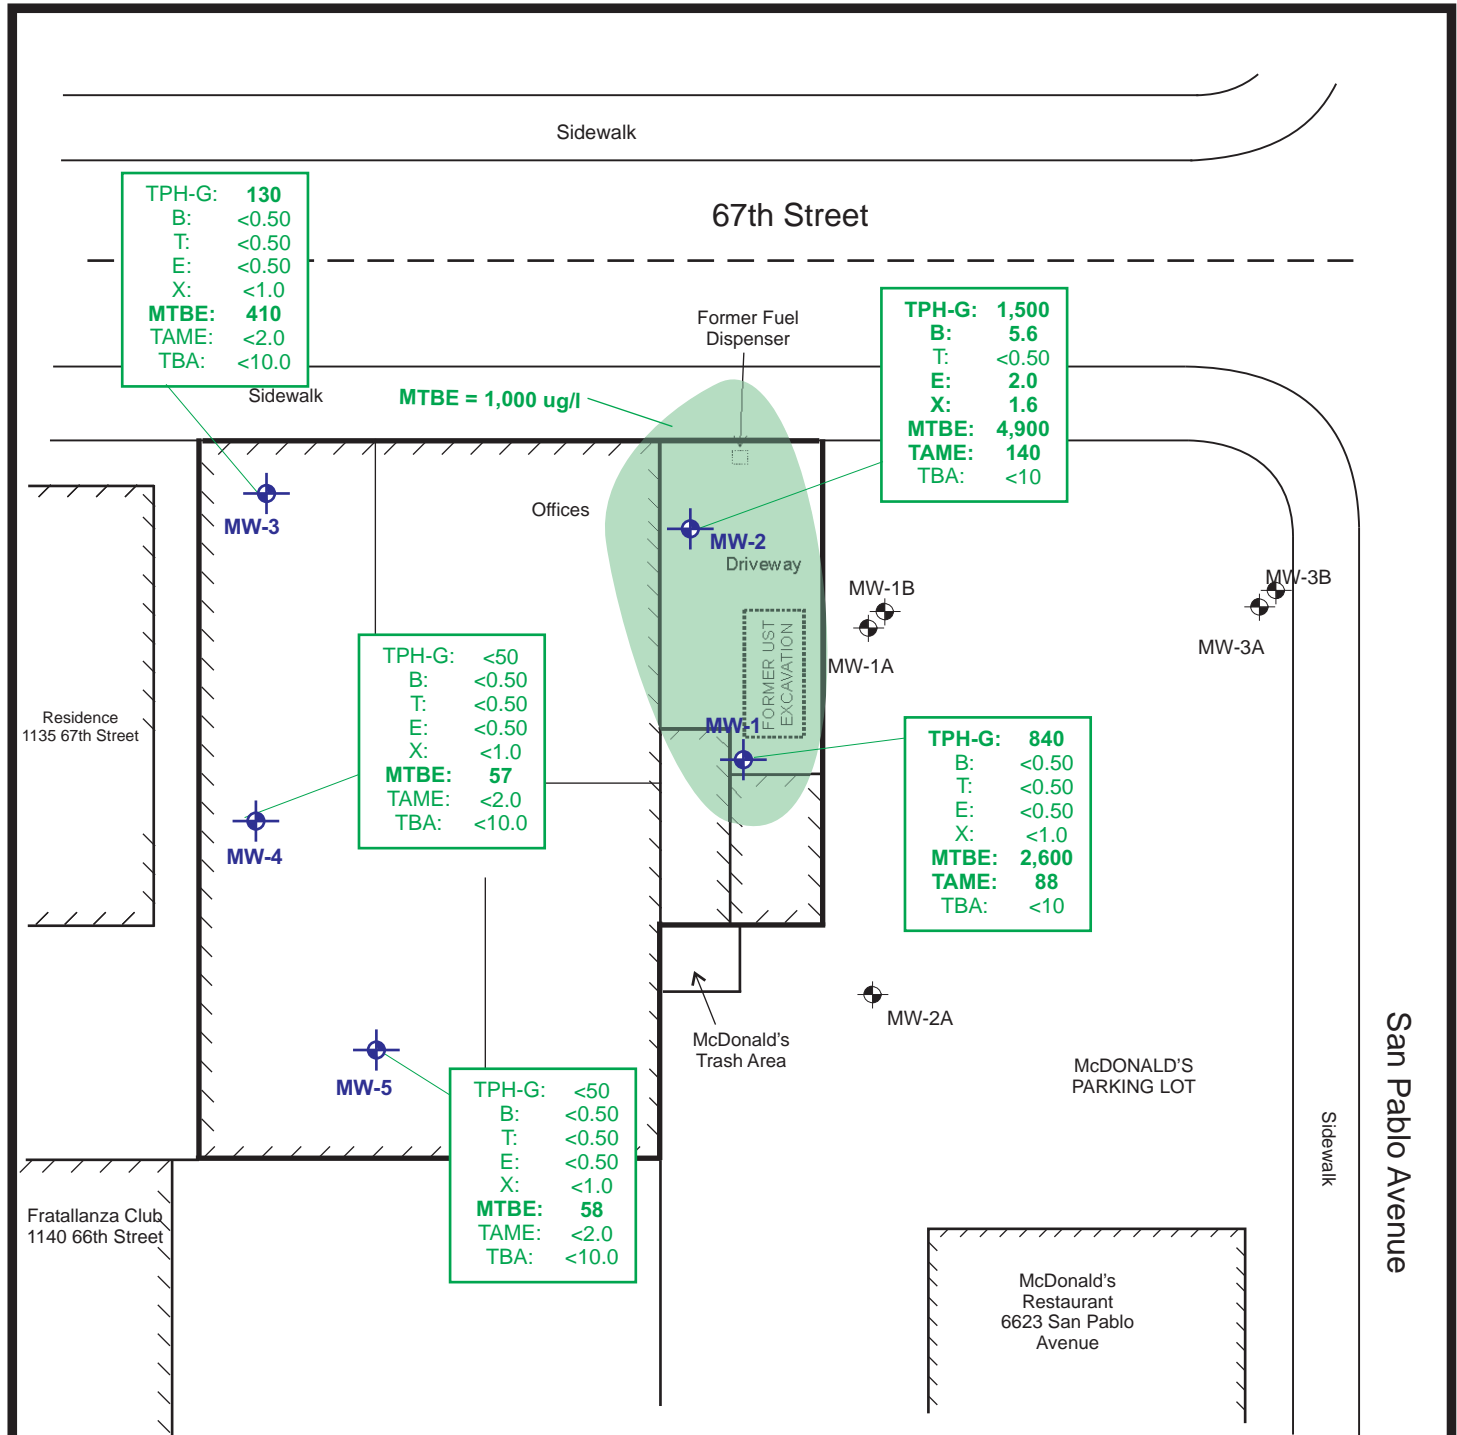 Sidewalk
67th Street
TPH-G: 130
B: <0.50
T: <0.50
E: <0.50
X: <1.0
MTBE: 410
TAME: <2.0
TBA: <10.0
Former Fuel
Dispenser
TPH-G: 1,500
B: 5.6
T: <0.50
E: 2.0
X: 1.6
MTBE: 4,900
TAME: 140
TBA: <10
Sidewalk
MTBE = 1,000 ug/l
MW-3
Offices
MW-2
Driveway
MW-1B
MW-1A
MW-3B
MW-3A
FORMER UST
EXCAVATION
MW-1
TPH-G: <50
B: <0.50
T: <0.50
E: <0.50
X: <1.0
MTBE: 57
TAME: <2.0
TBA: <10.0
Residence
1135 67th Street
MW-4
TPH-G: 840
B: <0.50
T: <0.50
E: <0.50
X: <1.0
MTBE: 2,600
TAME: 88
TBA: <10
MW-2A
McDonald's
Trash Area
McDONALD'S
PARKING LOT
San Pablo Avenue
Sidewalk
MW-5
TPH-G: <50
B: <0.50
T: <0.50
E: <0.50
X: <1.0
MTBE: 58
TAME: <2.0
TBA: <10.0
Fratallanza Club
1140 66th Street
McDonald's
Restaurant
6623 San Pablo
Avenue